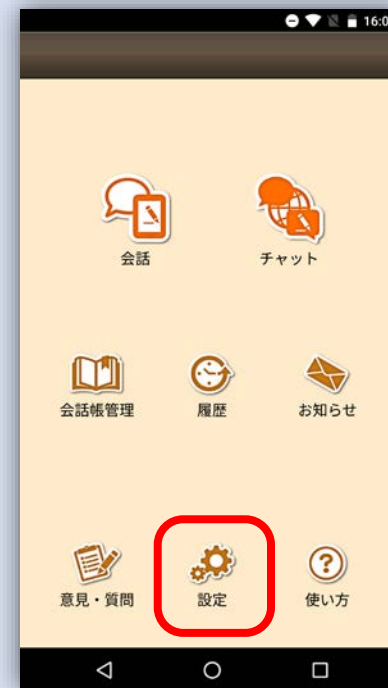 16:0
会話
チャット
会話帳管理
履歴
お知らせ
意見・質問
設定
使い方